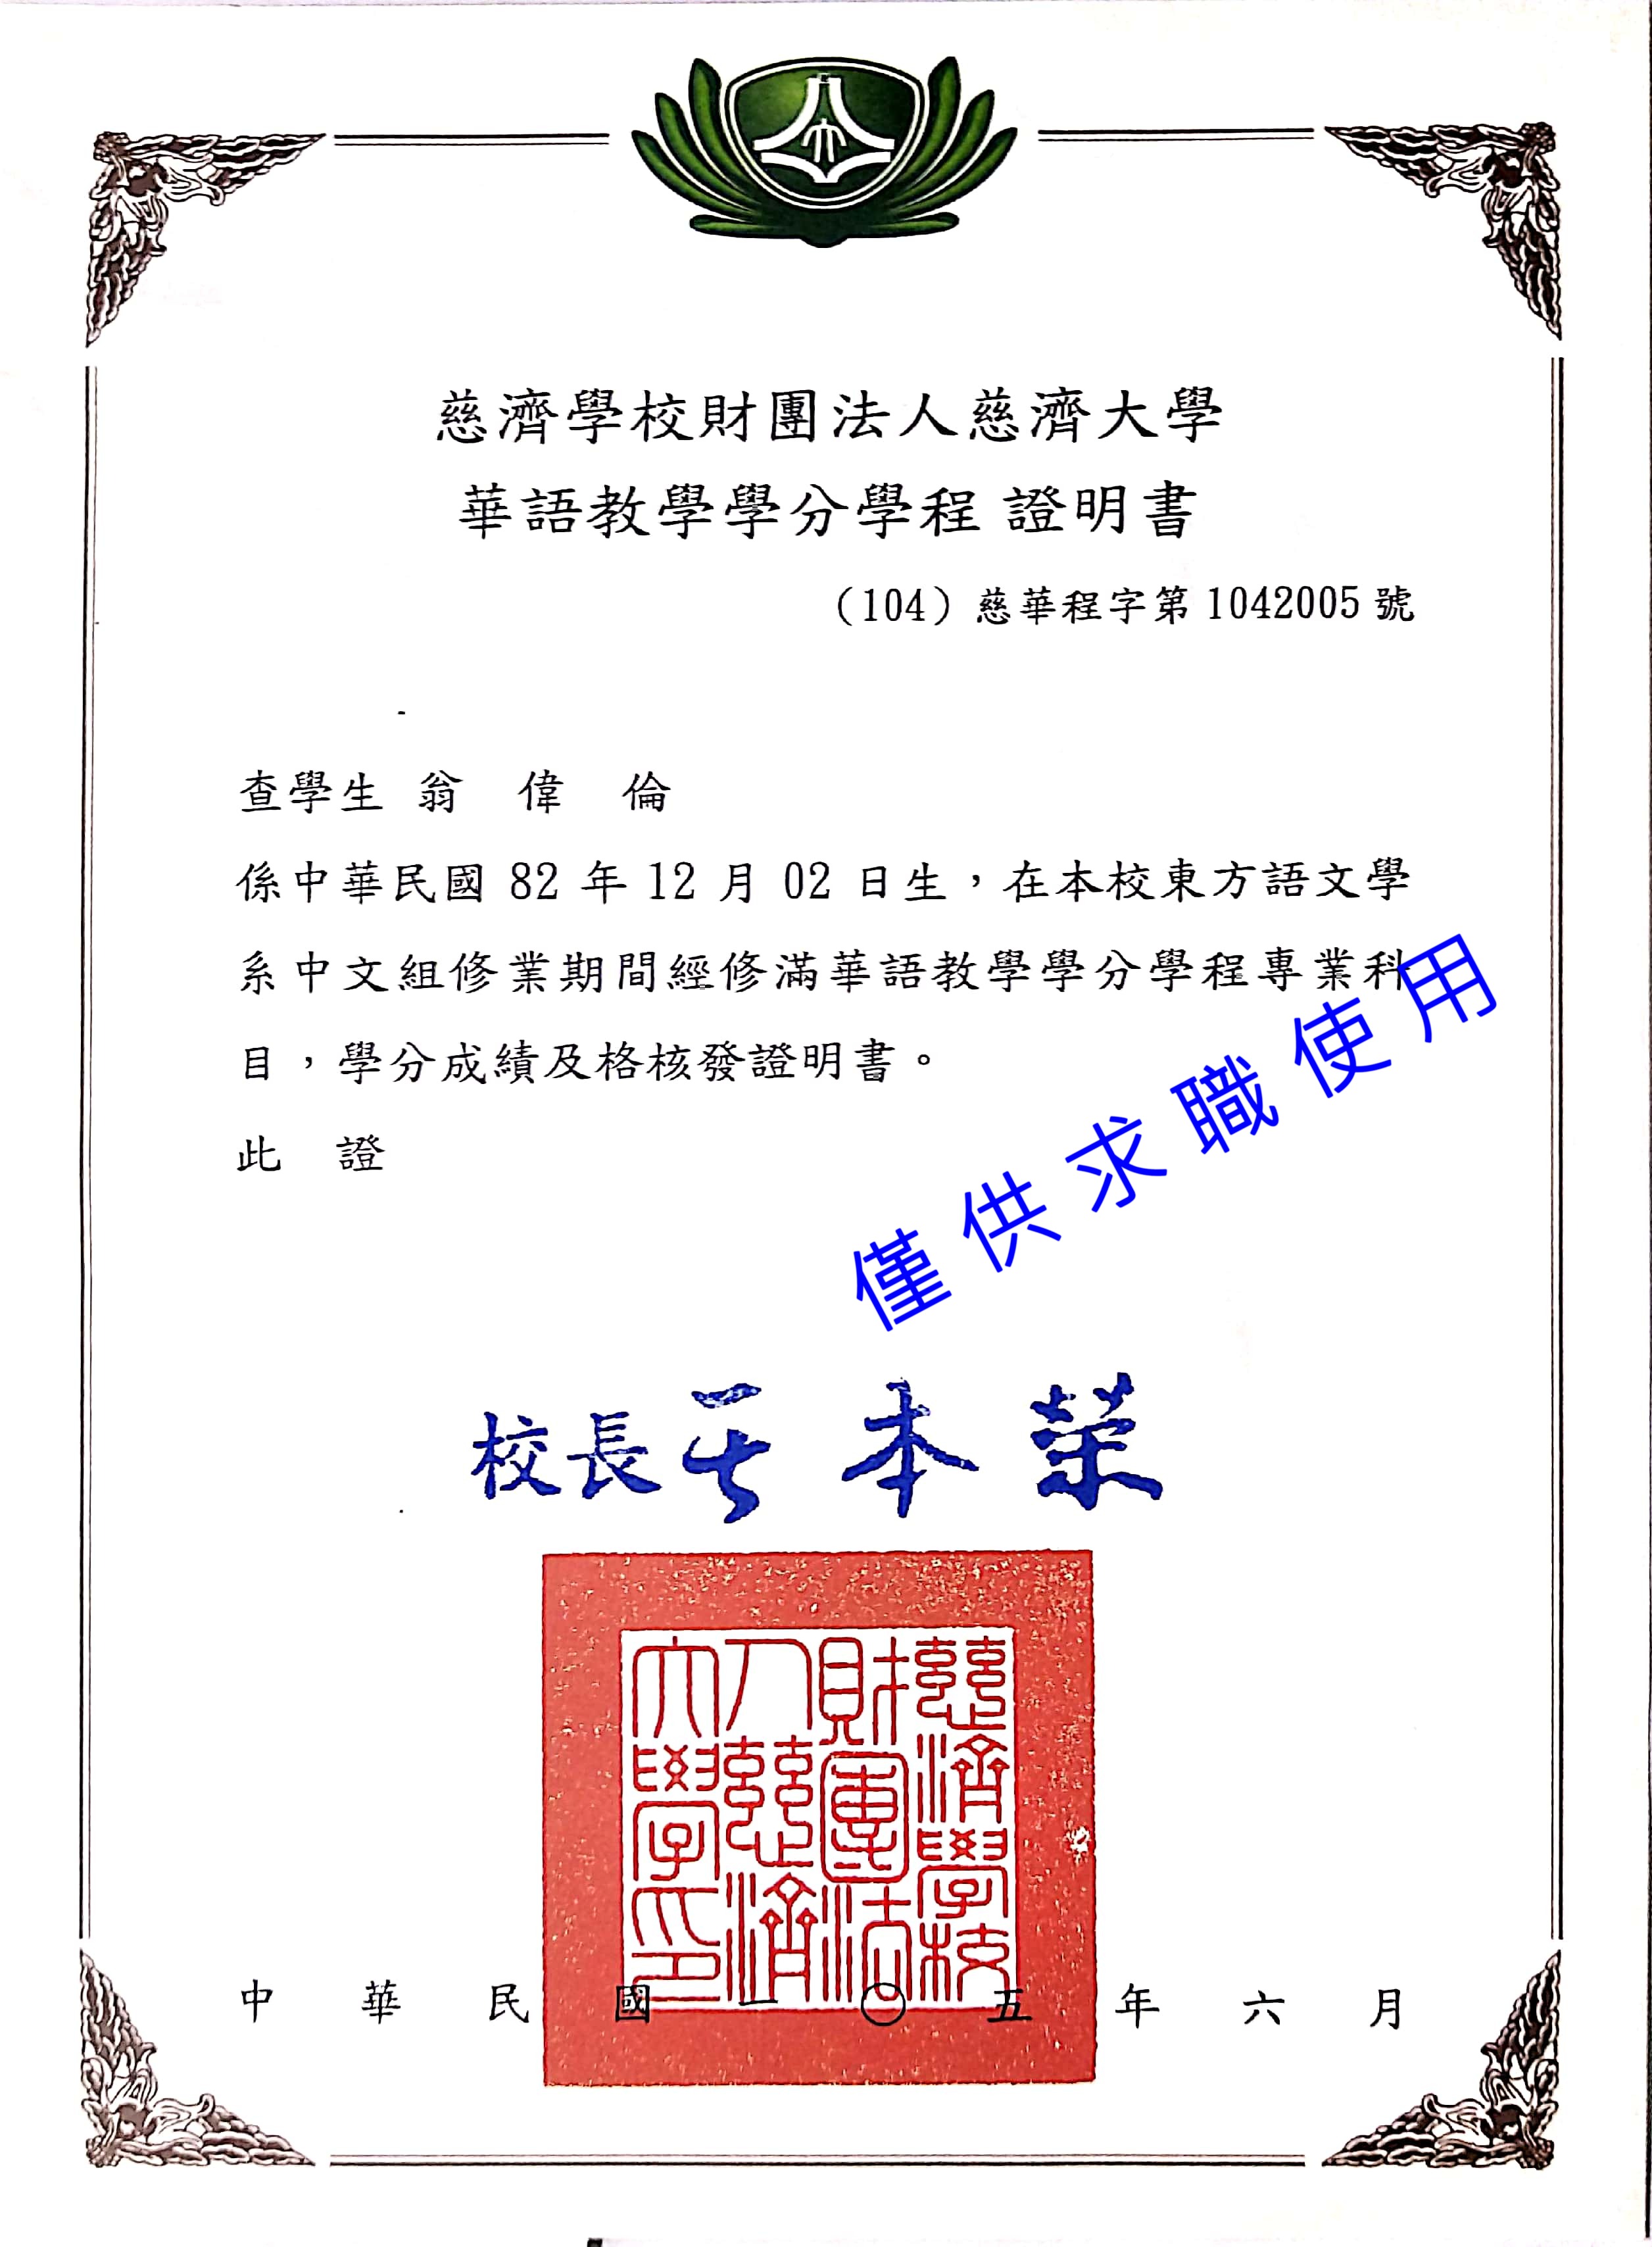 慈濟學校財團法人慈濟大學
華語教學學分學程 證明書
（104）慈華程字第 1042005 號
查學生 翁 偉 倫
係中華民國 82 年 12 月 02 日生，在本校東方語文學
系中文組修業期間經修滿華語教學學分學程專業科
目，學分成績及格核發證明書。
此 證
僅供求職使用
校長王本榮
慈濟學校
財團法
人慈濟
大學印
中 華 民 國 一 〇 五 年 六 月